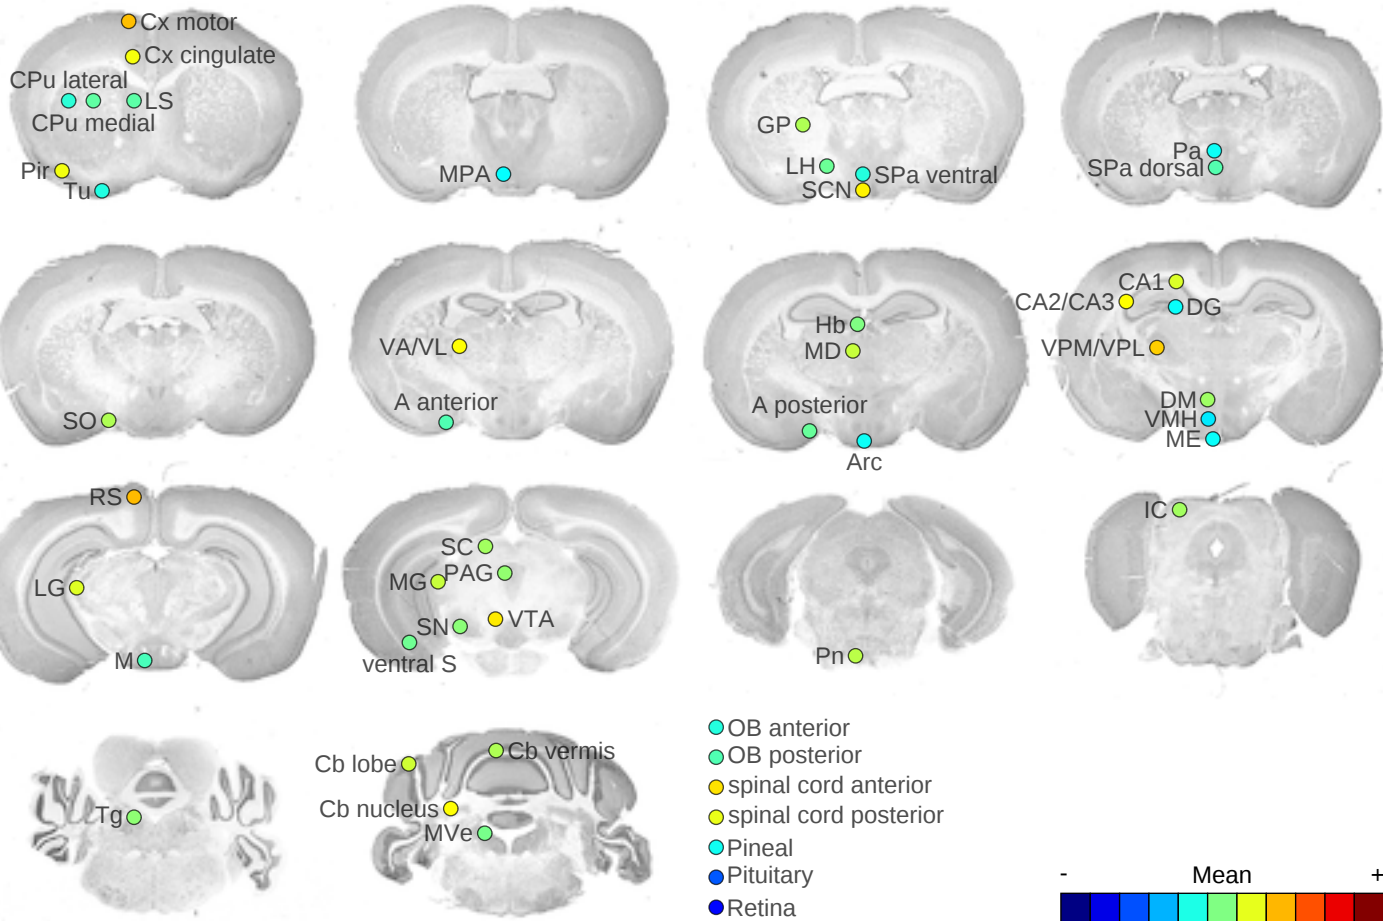 Cx motor
Cx cingulate
CPu lateral
LS
CPu medial
Pir
Tu
MPA
GP
LH
SPa ventral
SCN
Pa
SPa dorsal
SO
VA/VL
A anterior
Hb
MD
A posterior
Arc
CA1
CA2/CA3
DG
VPM/VPL
DM
VMH
ME
RS
LG
M
SC
MG
PAG
SN
VTA
ventral S
Pn
IC
Tg
Cb lobe
Cb vermis
Cb nucleus
MVe
OB anterior
OB posterior
spinal cord anterior
spinal cord posterior
Pineal
Pituitary
Retina
- Mean +